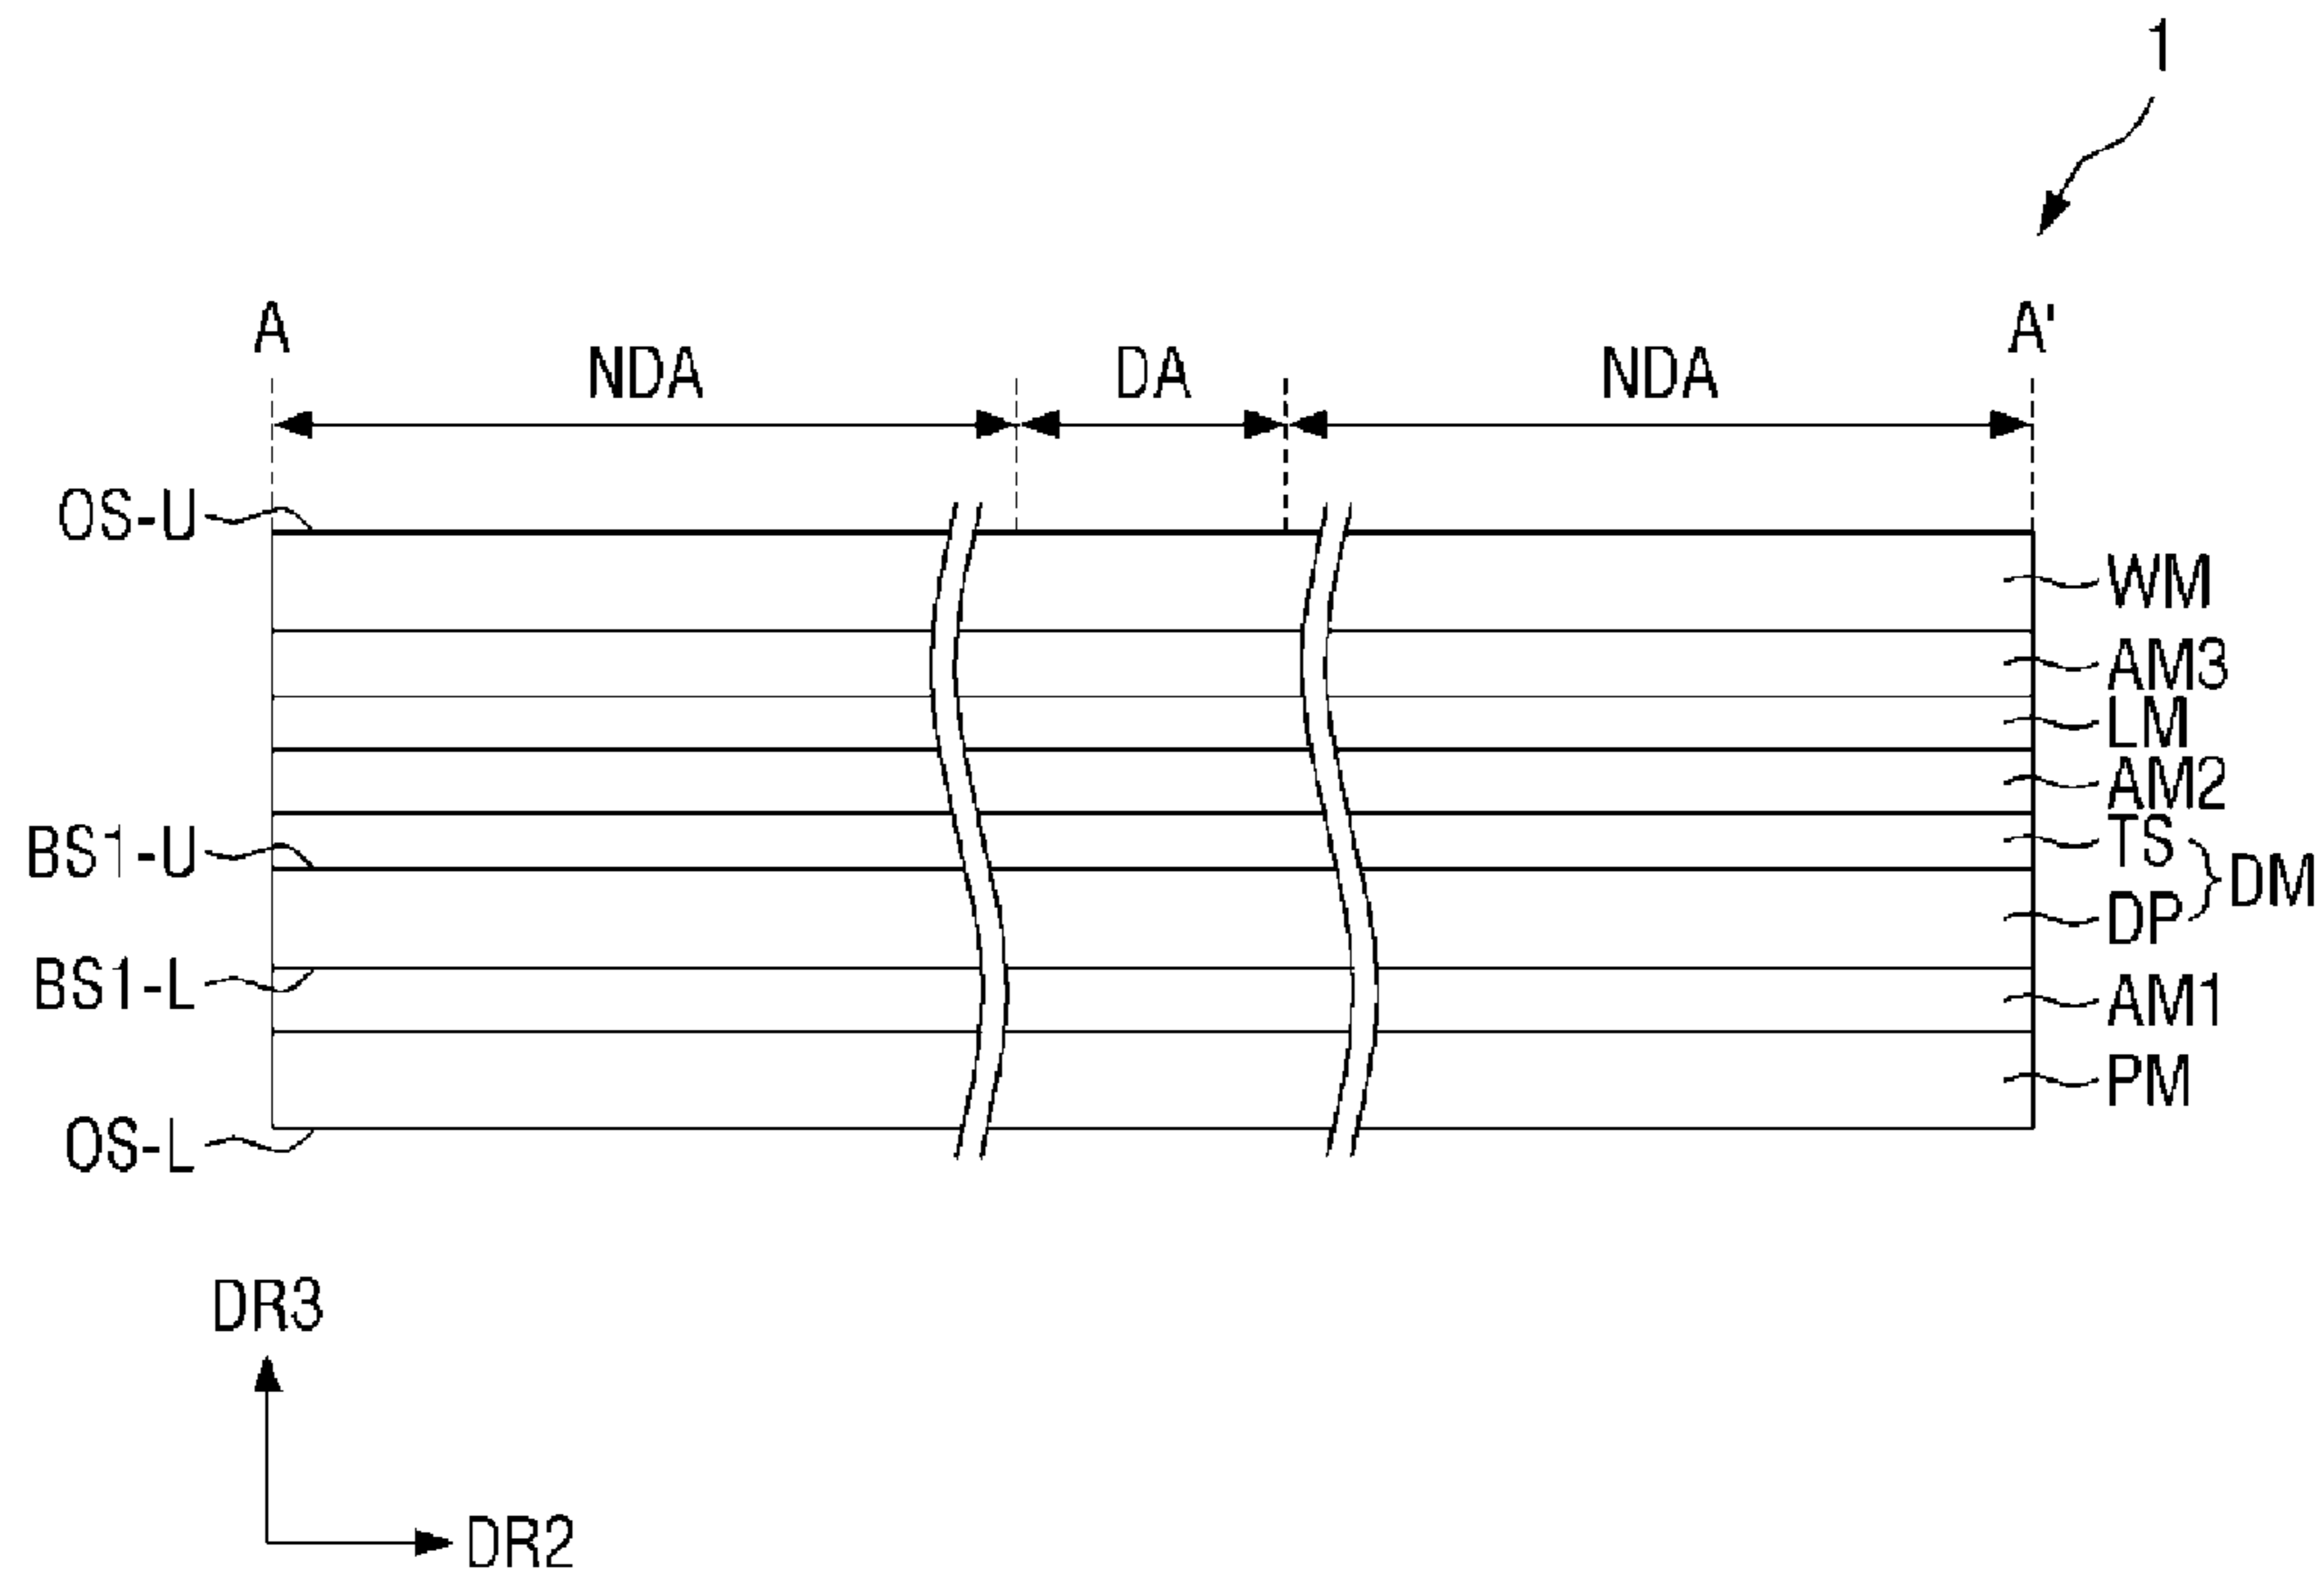 1
A A'
NDA DA NDA
OS-U
WM
AM3
LM
AM2
BS1-U TS
DM
DP
BS1-L AM1
PM
OS-L
DR3
DR2